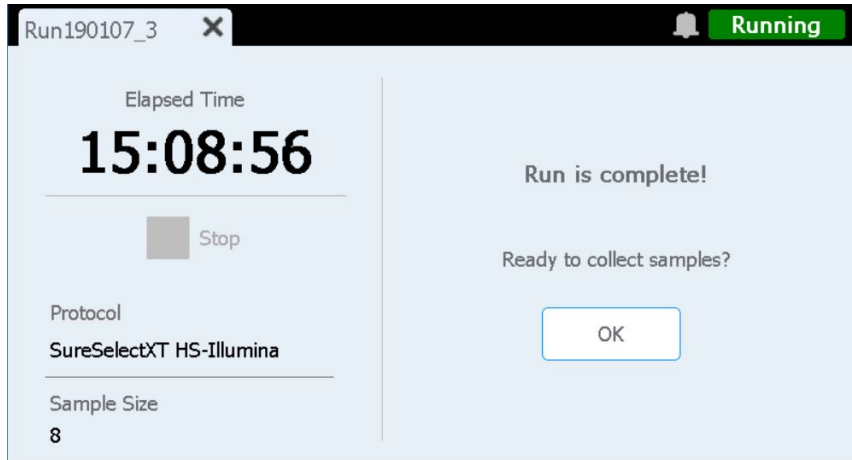 Run190107_3
Running
Elapsed Time
15:08:56
Stop
Protocol
SureSelectXT HS-Illumina
Sample Size
8
Run is complete!
Ready to collect samples?
OK